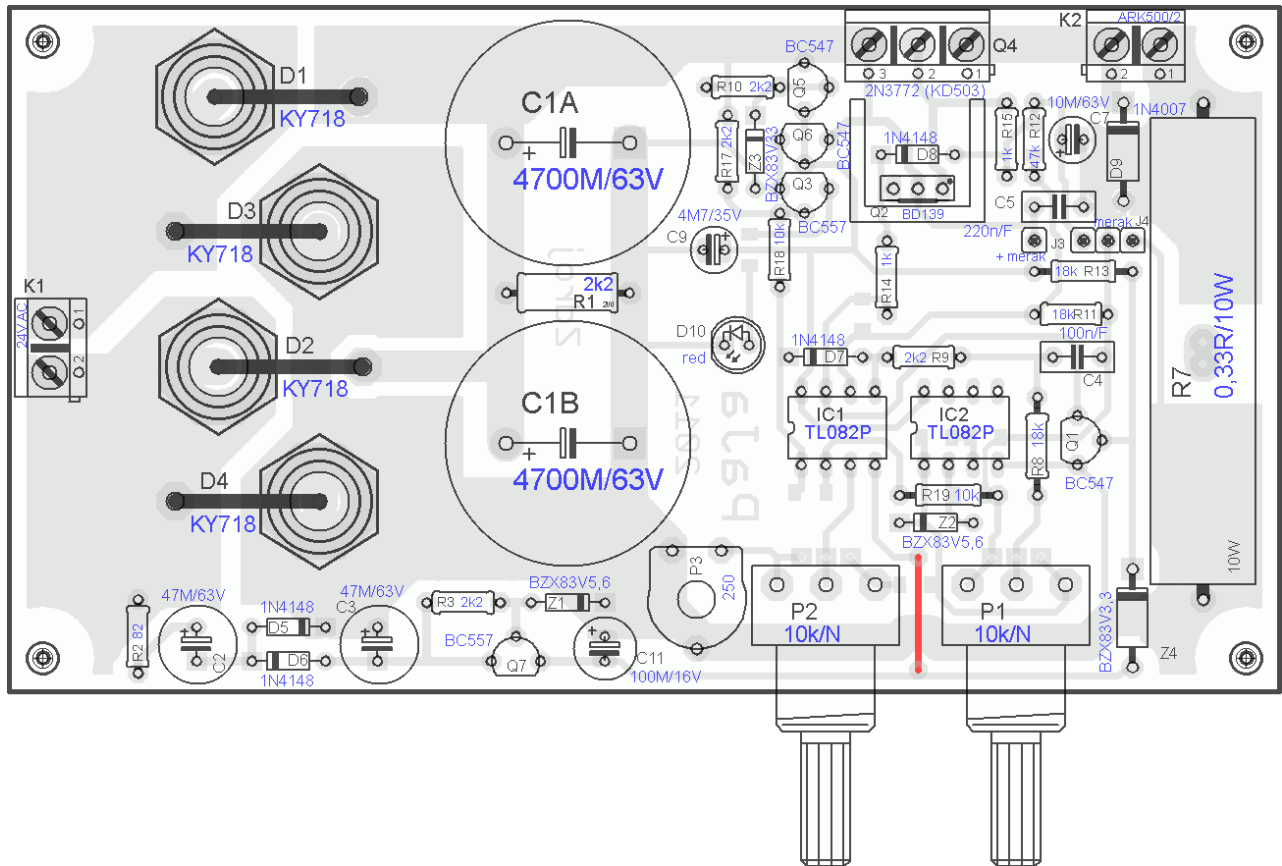 D1
KY718
D3
KY718
K1
24V AC
1
2
D2
KY718
D4
KY718
C1A
+
4700M/63V
2k2
R1 2W
C1B
+
4700M/63V
BC547
Q5
R10 2k2
R17 2k2
Z3
BZX83V33
Q6
BC547
Q3
BC557
4M7/35V
C9
+
R18 10k
D10
red
3
2
1
Q4
2N3772 (KD503)
1N4148
D8
Q2
BD139
K2
ARK500/2
2
1
10M/63V
C7
+
R15 1k
R12 47k
1N4007
D9
C5
220n/F
J3
+ merak
merak
J4
18k R13
R14 1k
18k R11
100n/F
C4
R7
0,33R/10W
10W
1N4148
D7
2k2 R9
IC1
TL082P
IC2
TL082P
R8 18k
Q1
BC547
R19 10k
Z2
BZX83V5,6
2012
paja
P3
250
P2
10k/N
P1
10k/N
BZX83V3,3
Z4
47M/63V
R2 82
C2
+
1N4148
D5
D6
1N4148
47M/63V
C3
+
R3 2k2
BC557
Q7
BZX83V5,6
Z1
+
C11
100M/16V